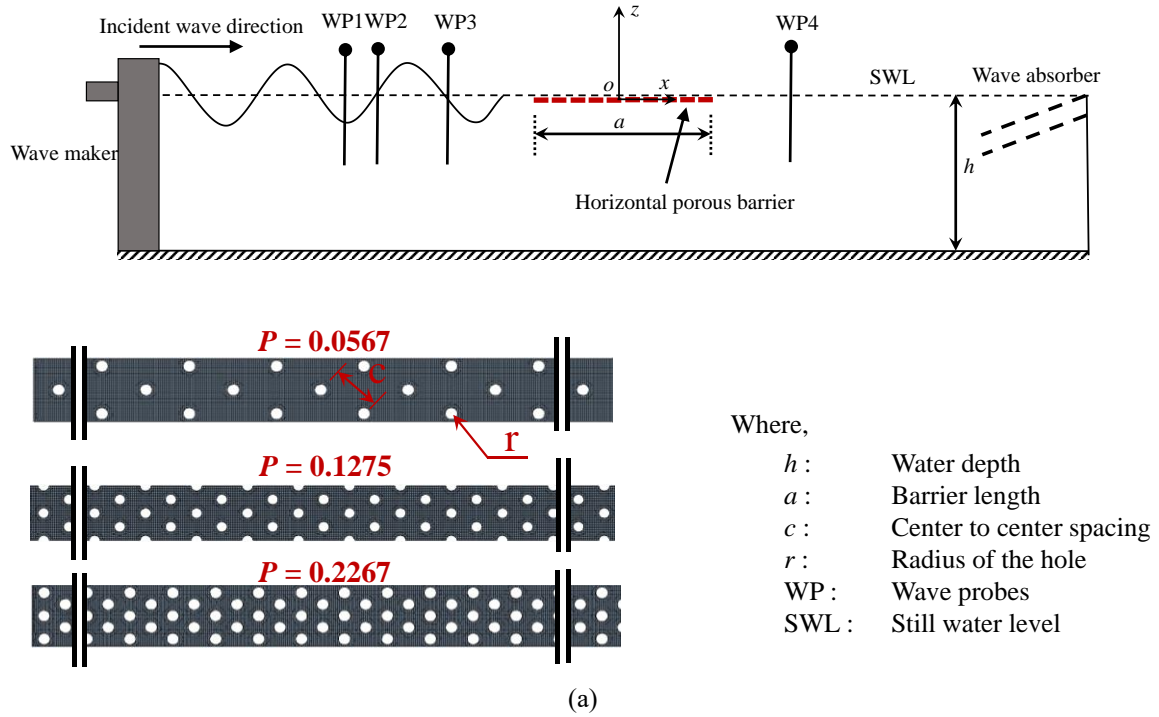 Incident wave direction
WP1 WP2 WP3
WP4
z
SWL
Wave absorber
o
x
a
Wave maker
h
Horizontal porous barrier
P = 0.0567
c
r
P = 0.1275
P = 0.2267
Where,
h : Water depth
a : Barrier length
c : Center to center spacing
r : Radius of the hole
WP : Wave probes
SWL : Still water level
(a)